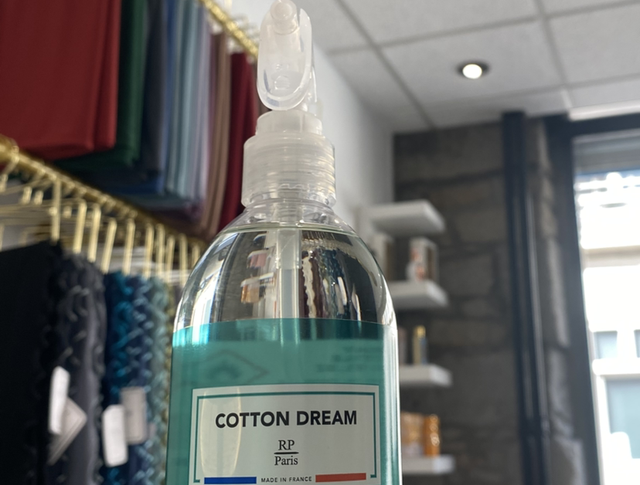 COTTON DREAM
RP
Paris
MADE IN FRANCE